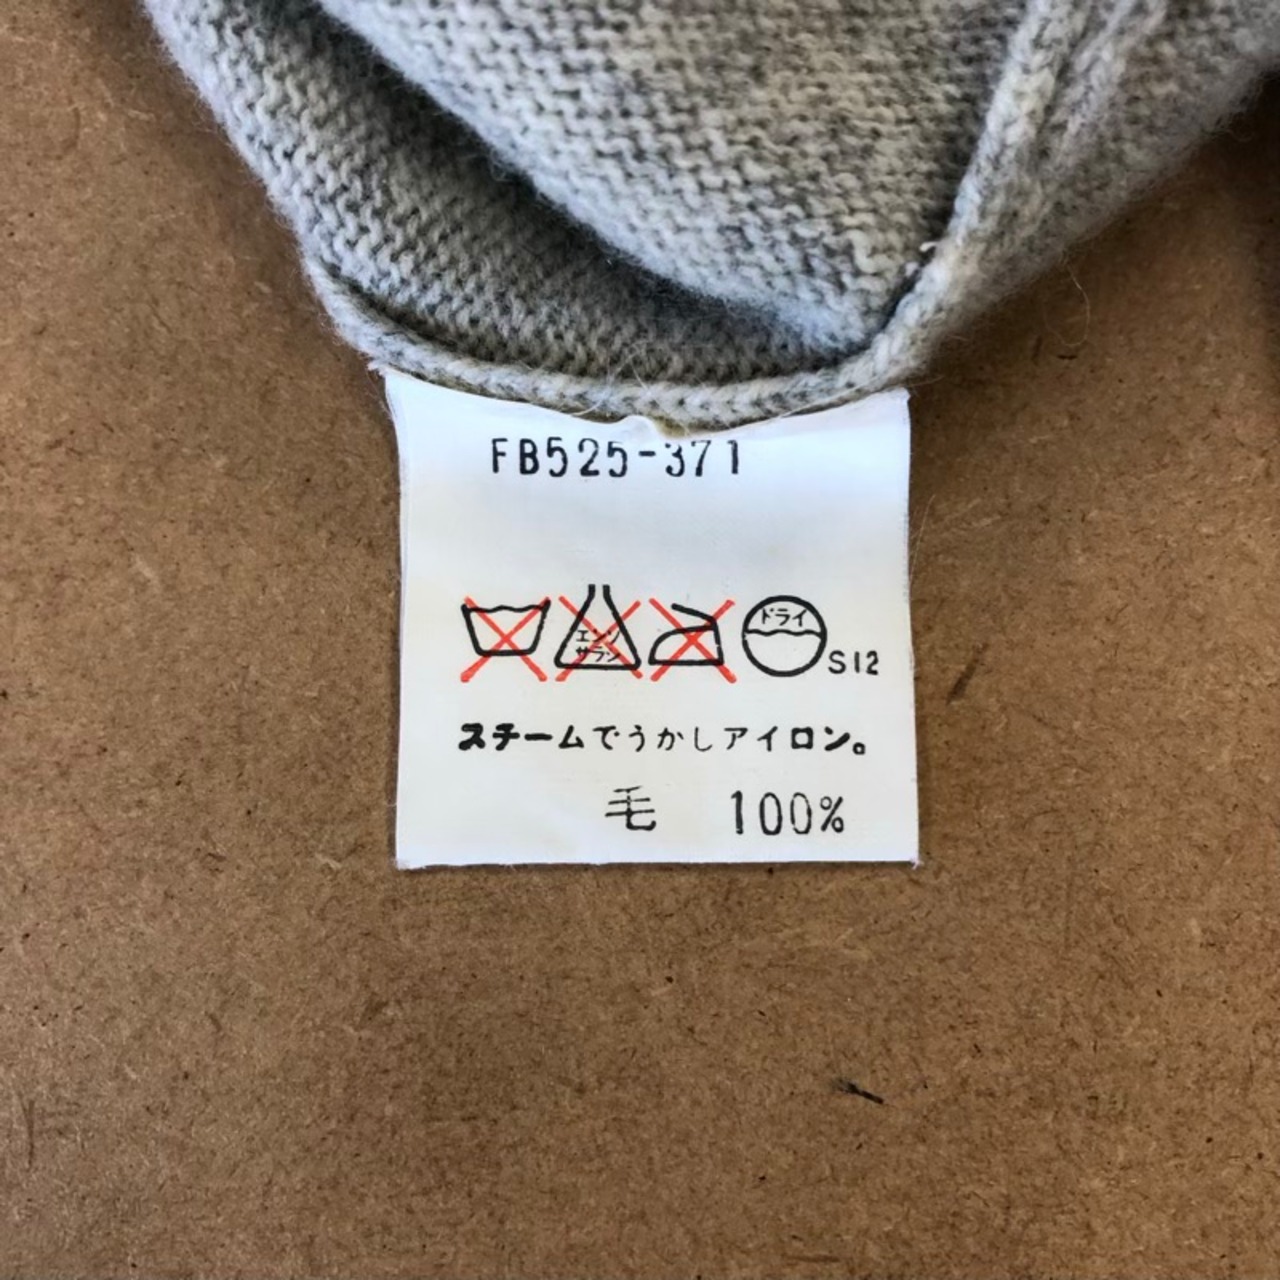 FB525-371
エンソ
サラシ
ドライ
S12
スチームでうかしアイロン。
毛 100%